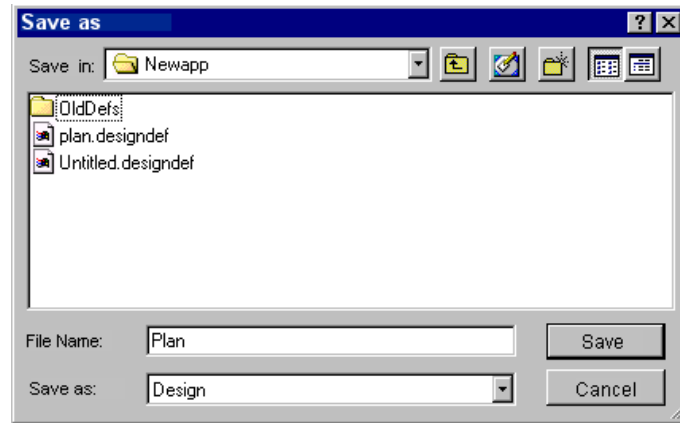 Save as
Save in: Newapp
OldDefs
plan.designdef
Untitled.designdef
File Name: Plan Save
Save as: Design Cancel